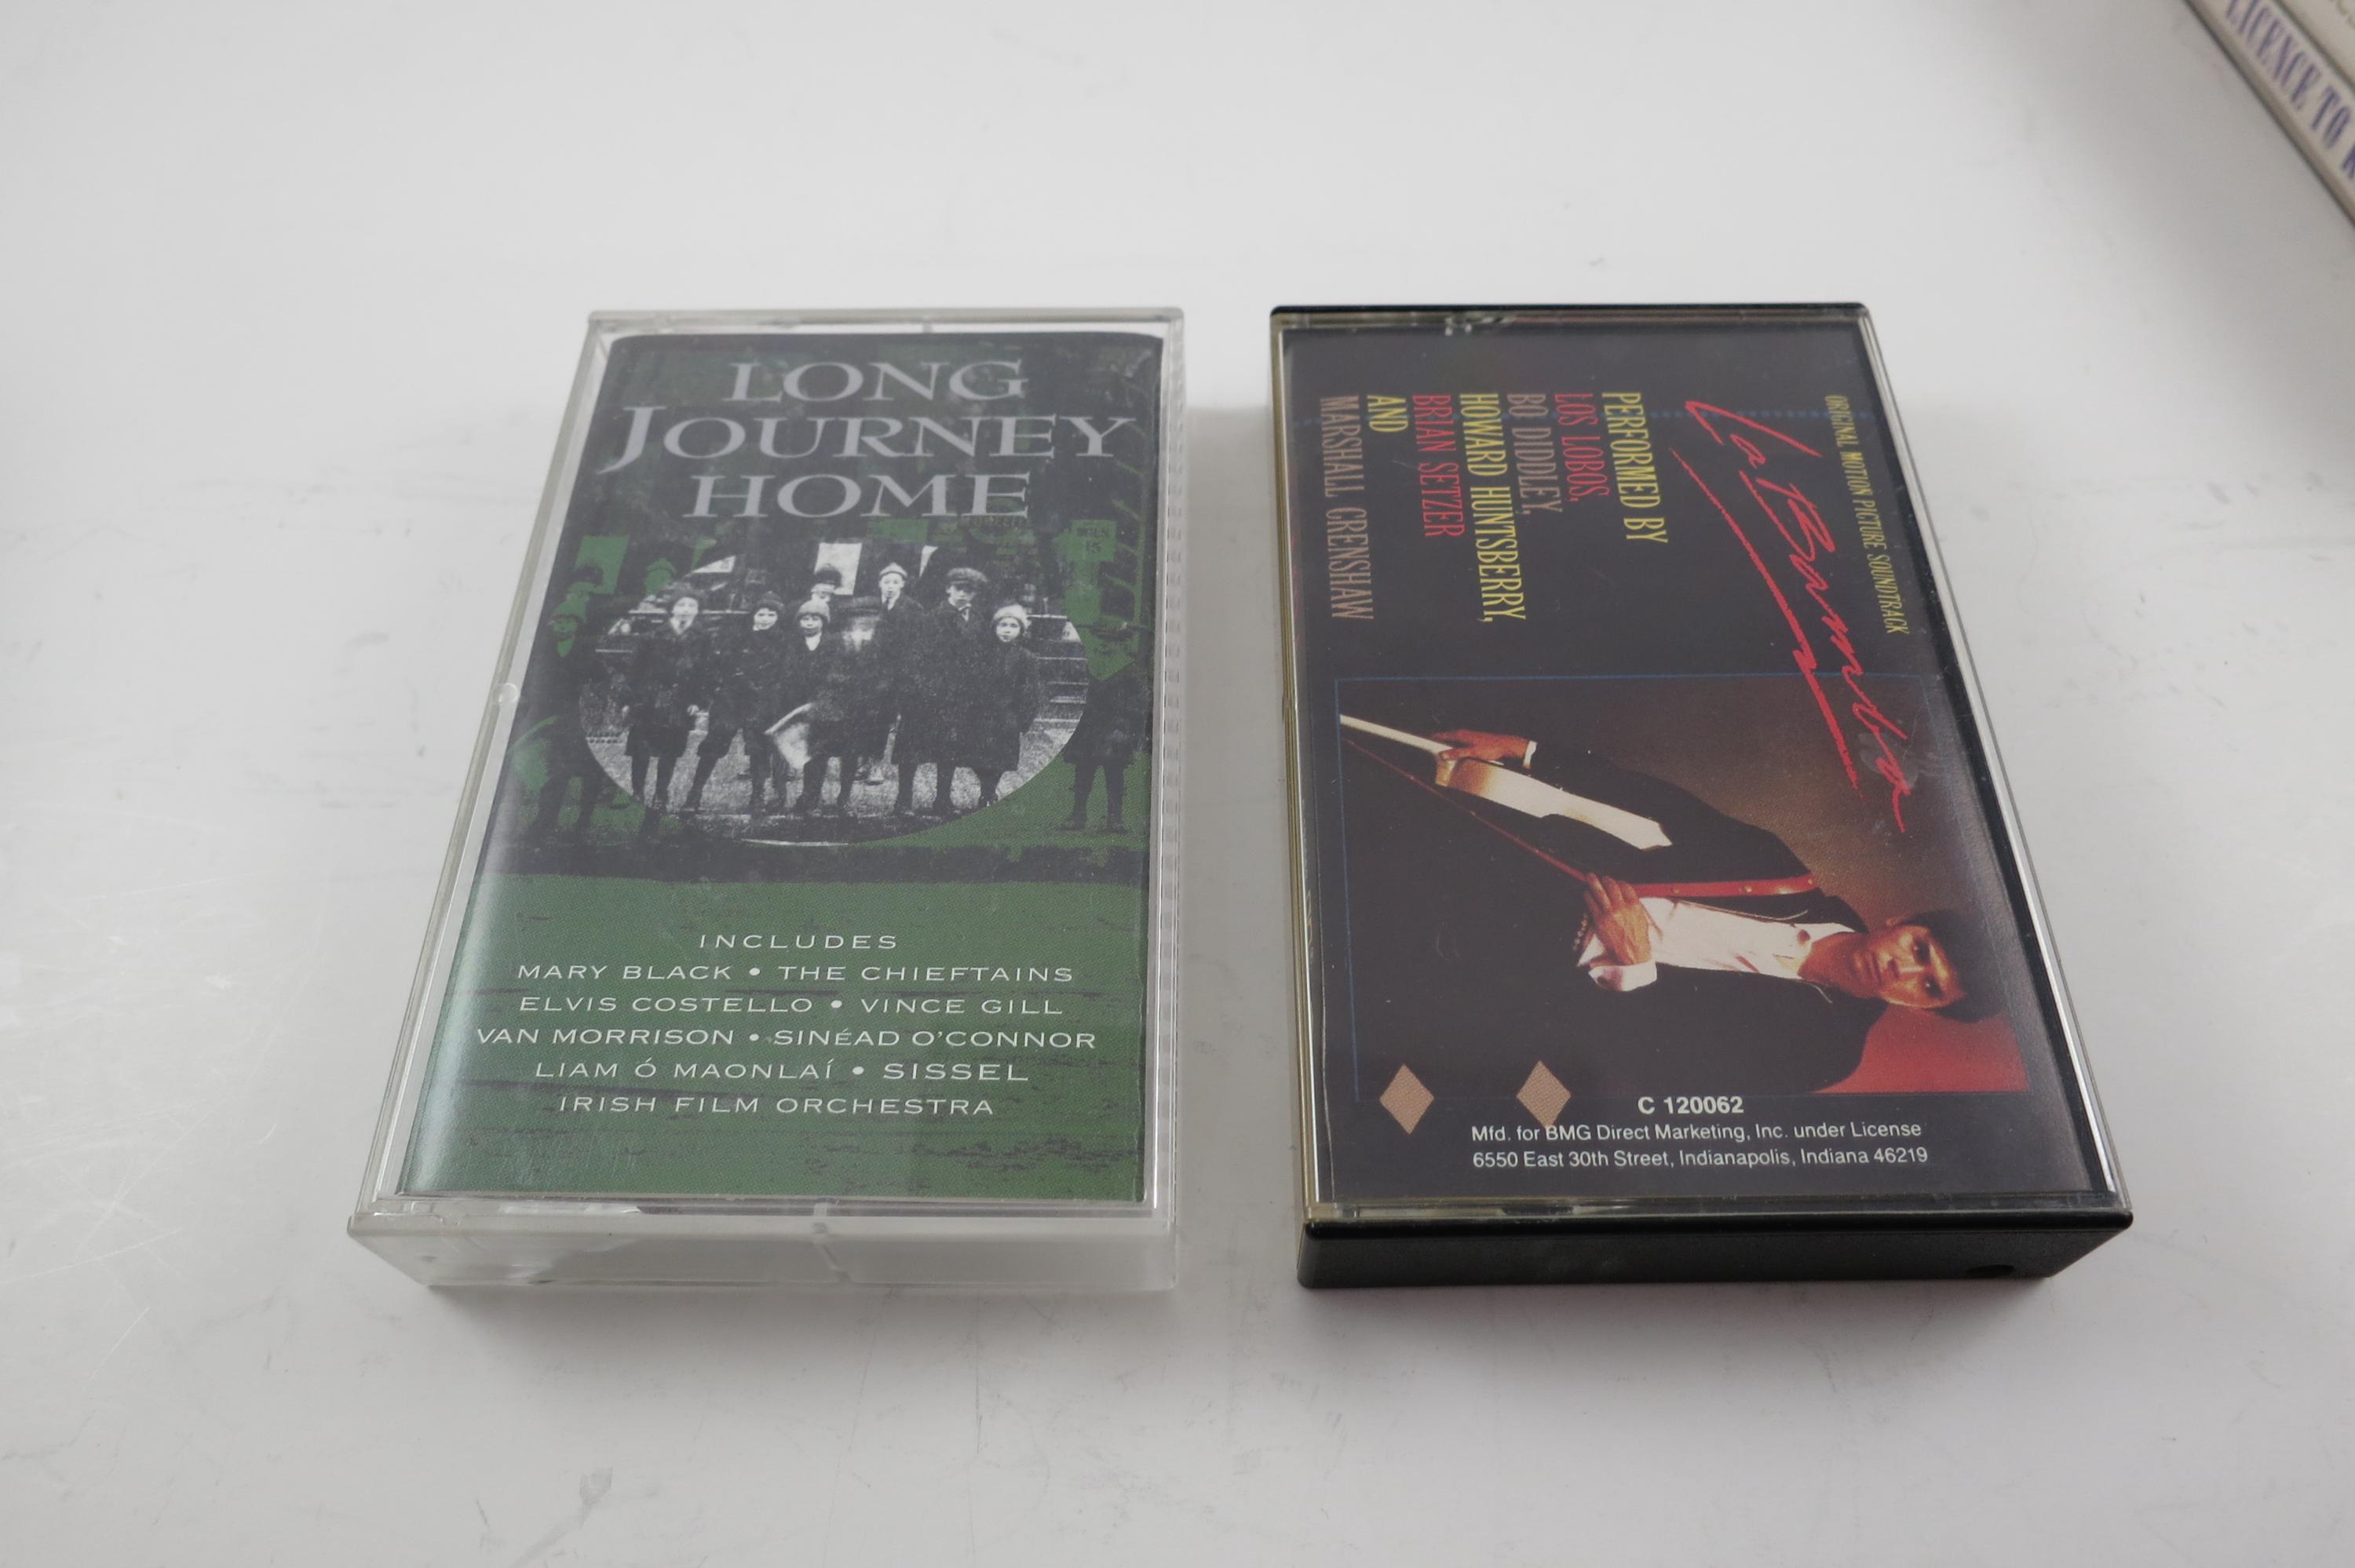 LONG
JOURNEY
HOME
INCLUDES
MARY BLACK • THE CHIEFTAINS
ELVIS COSTELLO • VINCE GILL
VAN MORRISON • SINÉAD O'CONNOR
LIAM Ó MAONLAÍ • SISSEL
IRISH FILM ORCHESTRA
ORIGINAL MOTION PICTURE SOUNDTRACK
La Bamba
PERFORMED BY
LOS LOBOS,
BO DIDDLEY,
HOWARD HUNTSBERRY,
BRIAN SETZER
AND
MARSHALL CRENSHAW
C 120062
Mfd. for BMG Direct Marketing, Inc. under License
6550 East 30th Street, Indianapolis, Indiana 46219
LICENCE TO